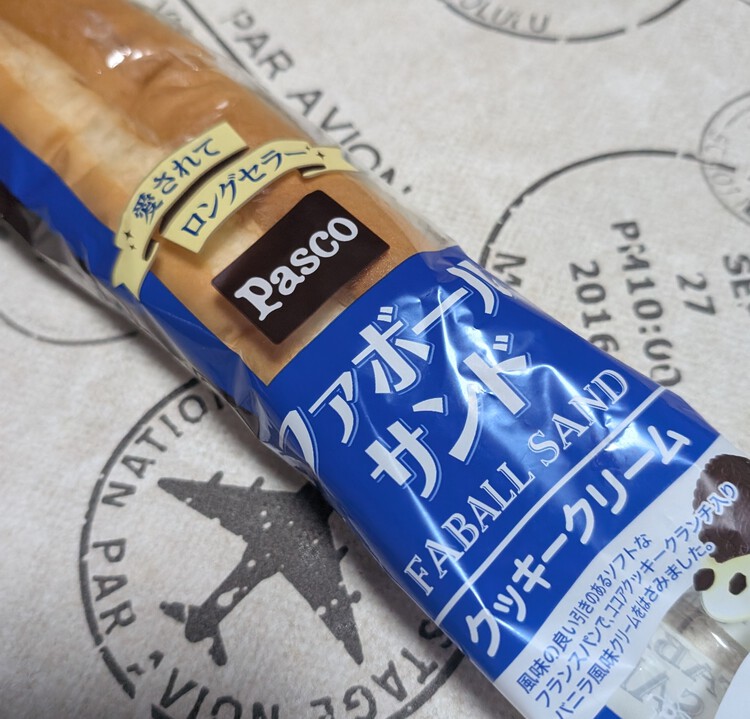 愛されて
ロングセラー
Pasco
ファボール
サンド
FABALL SAND
クッキークリーム
風味の良い引きのあるソフトな
フランスパンで、ココアクッキークランチ入り
バニラ風味クリームをはさみました。
PAR AVION
HONOLULU
PM10:00
27
2016
NATION
PAR AV